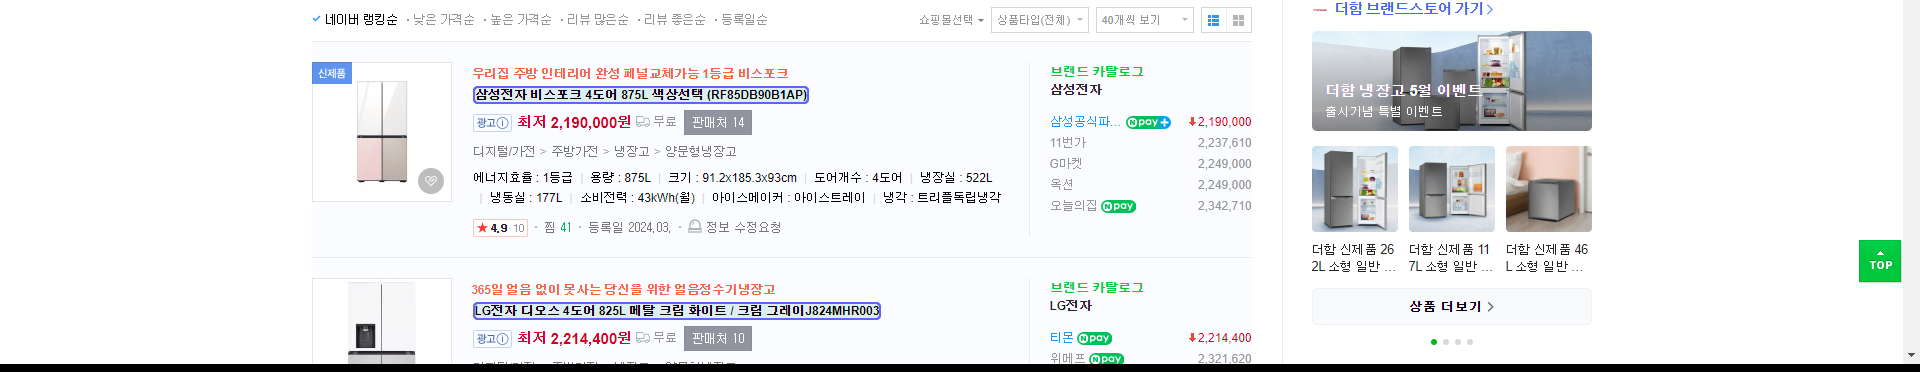 네이버 랭킹순 · 낮은 가격순 · 높은 가격순 · 리뷰 많은순 · 리뷰 좋은순 · 등록일순
쇼핑몰선택 상품타입(전체) 40개씩 보기
신제품
우리집 주방 인테리어 완성 패널교체가능 1등급 비스포크
삼성전자 비스포크 4도어 875L 색상선택 (RF85DB90B1AP)
광고 최저 2,190,000원 무료 판매처 14
디지털/가전 > 주방가전 > 냉장고 > 양문형냉장고
에너지효율 : 1등급 | 용량 : 875L | 크기 : 91.2x185.3x93cm | 도어개수 : 4도어 | 냉장실 : 522L
| 냉동실 : 177L | 소비전력 : 43kWh(월) | 아이스메이커 : 아이스트레이 | 냉각 : 트리플독립냉각
★ 4.9 · 10 · 찜 41 · 등록일 2024.03. · 정보 수정요청
브랜드 카탈로그
삼성전자
삼성공식파... N pay+ 2,190,000
11번가 2,237,610
G마켓 2,249,000
옥션 2,249,000
오늘의집 N pay 2,342,710
365일 얼음 없이 못사는 당신을 위한 얼음정수기냉장고
LG전자 디오스 4도어 825L 메탈 크림 화이트 / 크림 그레이J824MHR003
광고 최저 2,214,400원 무료 판매처 10
브랜드 카탈로그
LG전자
티몬 N pay 2,214,400
위메프 N pay 2,321,620
더함 브랜드스토어 가기
더함 냉장고 5월 이벤트
출시기념 특별 이벤트
더함 신제품 26
2L 소형 일반 ...
더함 신제품 11
7L 소형 일반 ...
더함 신제품 46
L 소형 일반 ...
상품 더보기
TOP